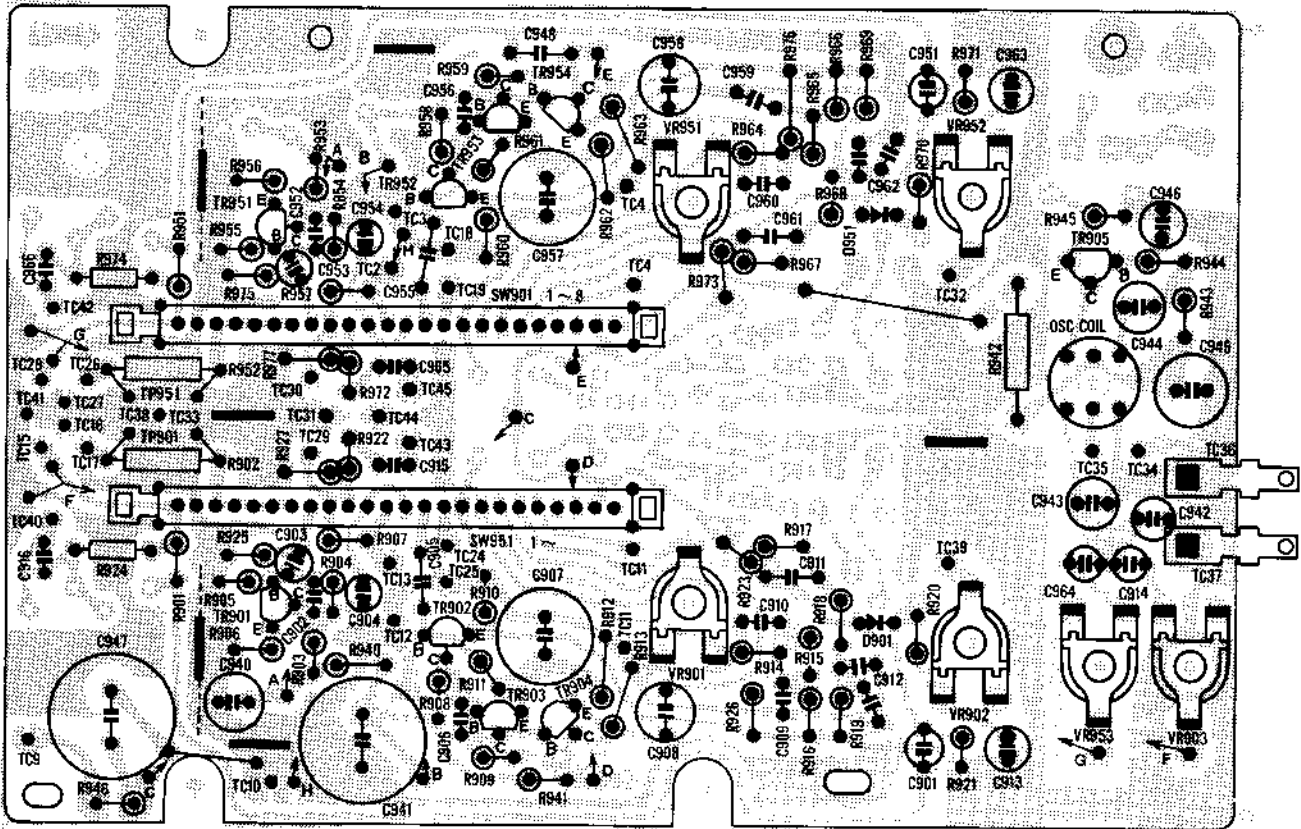 C948
C958
R976
R966
R969
C951
R971
C963
R959
TR954
E
C959
R965
C956
B
C
R958
B
E
R963
VR951
R964
VR952
R953
A
B
TR953
R961
E
R956
TR952
C962
R970
TR951
C952
R954
C954
C
B
E
R962
TC4
C960
R968
C946
R951
E
TC3
R945
R955
B
C
H
TC18
R960
C961
D951
TR905
C906
R974
C953
TC2
C957
R967
E
B
R944
R975
R957
C955
TC19
TC4
R973
TC32
C
R943
TC42
SW901 1～8
OSC COIL
C944
G
C945
TC28
TC26
R952
R977
C905
R942
TP951
TC30
R972
TC45
E
TC41
TC27
TC38
TC33
TC31
TC44
C
TC16
TP901
TC29
R922
TC43
TC15
TC17
R902
R927
C915
D
TC35
TC34
TC36
F
C943
TC40
C942
SW951 1～
R917
R925
C903
R907
C905
TC24
TC11
TC39
C916
R924
R904
TC13
TC25
C911
TC37
R901
R905
B
R910
C907
R923
C964
C914
TR901
C
C904
TR902
R912
C910
R918
R920
R906
E
C902
TC12
B
E
TC11
D901
C940
R903
R940
C
R913
R914
R915
C947
A
R911
TR903
TR904
VR901
C912
R908
E
E
R926
VR902
C906
B
C
B
C
C908
C909
R916
R919
VR953
VR903
TC9
R909
D
C901
R921
C913
G
F
R946
C
TC10
H
C941
B
R941